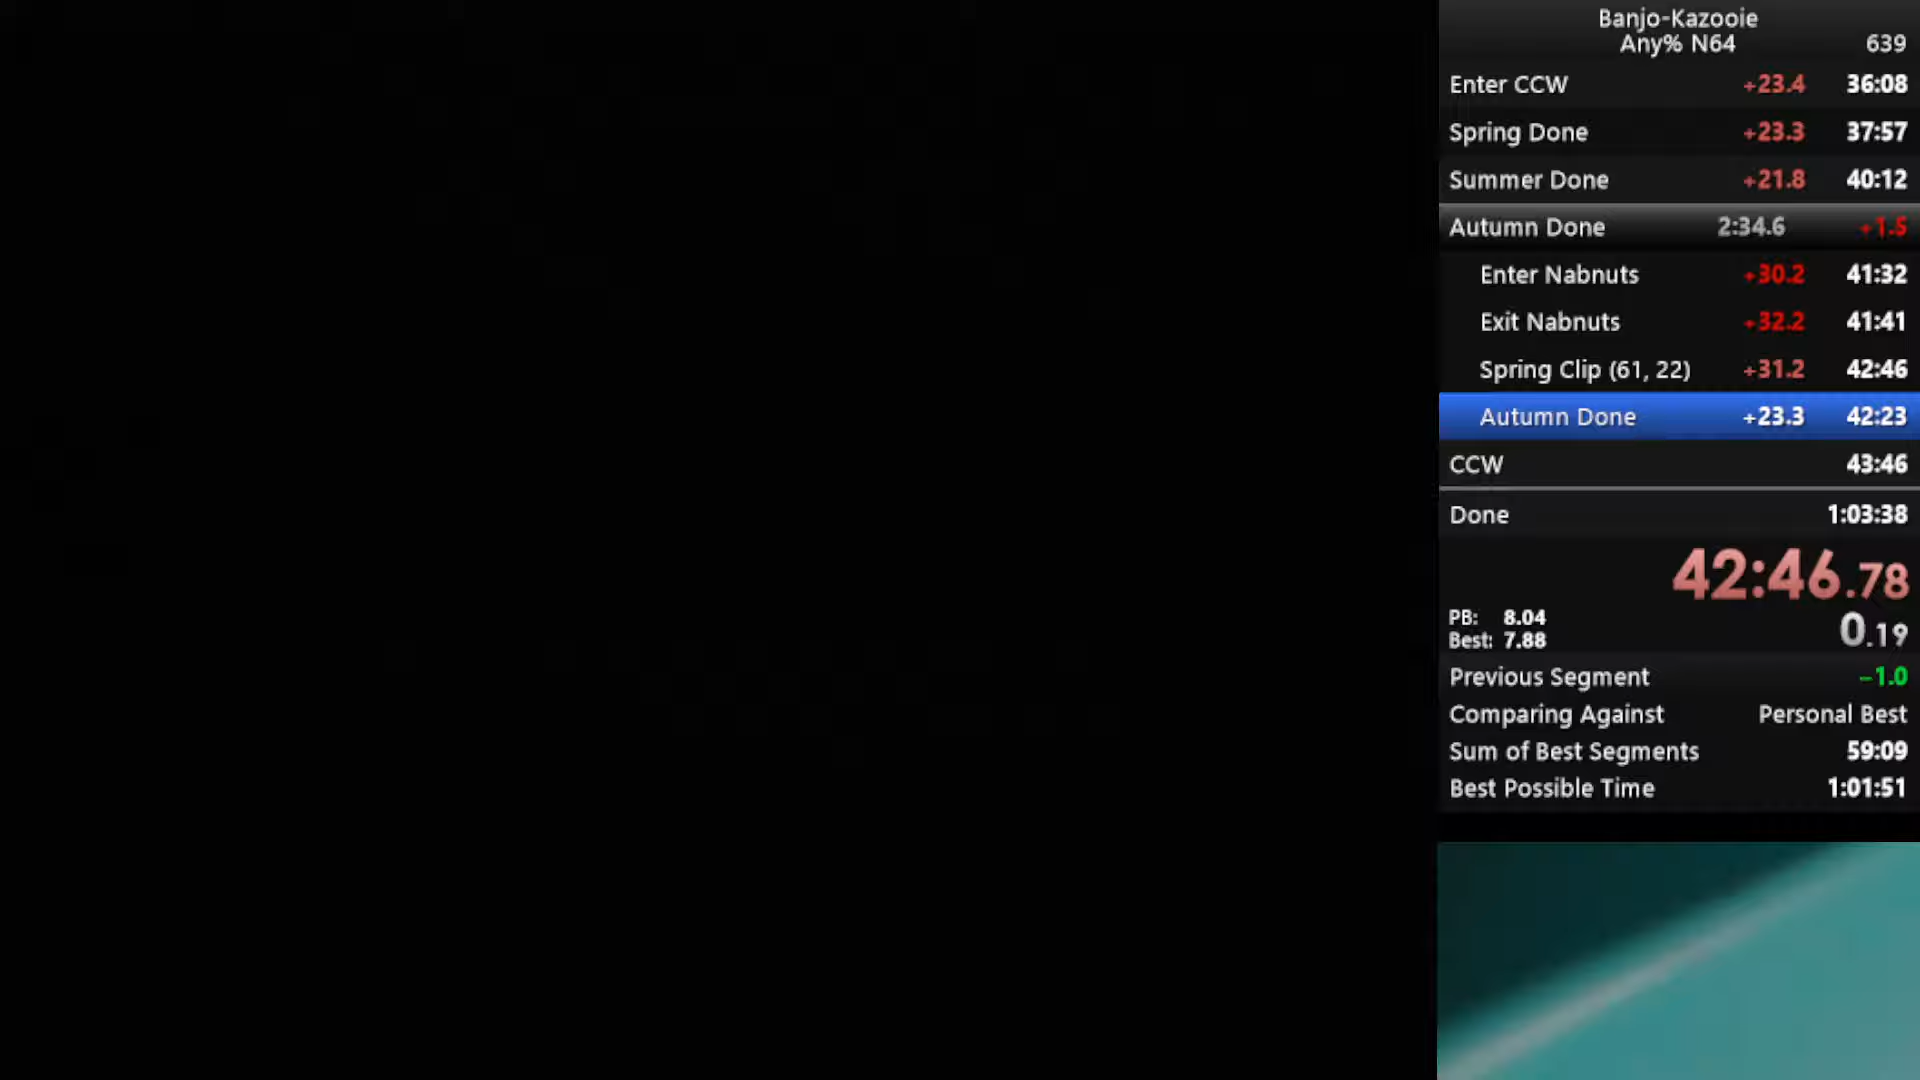 Banjo-Kazooie
Any% N64 639
Enter CCW +23.4 36:08
Spring Done +23.3 37:57
Summer Done +21.8 40:12
Autumn Done 2:34.6 +1.5
Enter Nabnuts +30.2 41:32
Exit Nabnuts +32.2 41:41
Spring Clip (61, 22) +31.2 42:46
Autumn Done +23.3 42:23
CCW 43:46
Done 1:03:38
42:46.78
PB: 8.04
0.19
Best: 7.88
Previous Segment −1.0
Comparing Against Personal Best
Sum of Best Segments 59:09
Best Possible Time 1:01:51